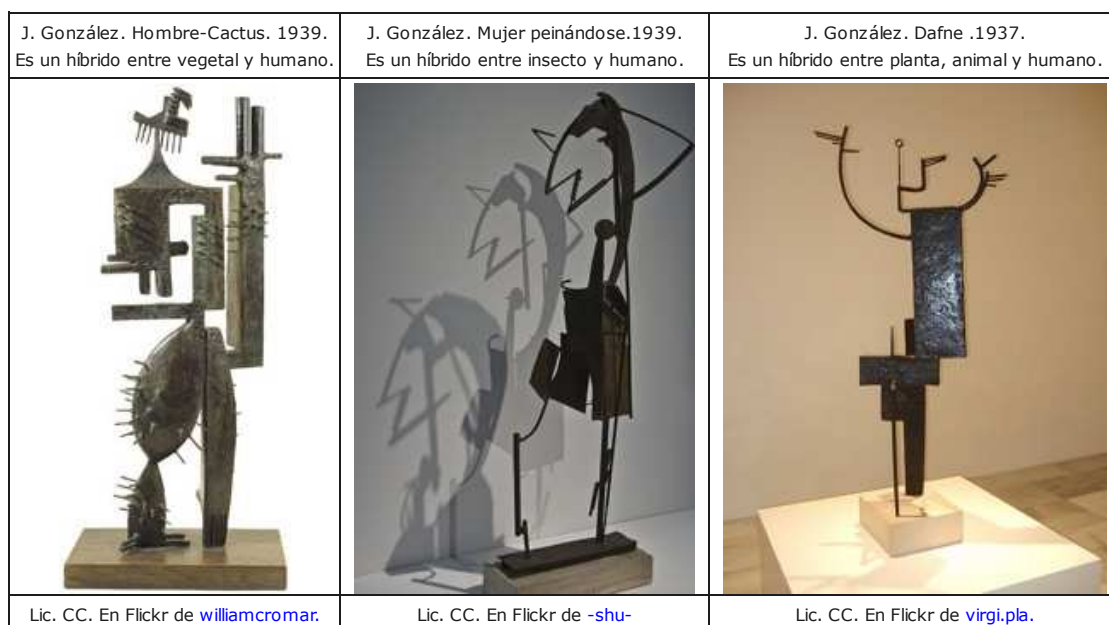 J. González. Hombre-Cactus. 1939.
Es un híbrido entre vegetal y humano.
J. González. Mujer peinándose.1939.
Es un híbrido entre insecto y humano.
J. González. Dafne .1937.
Es un híbrido entre planta, animal y humano.
Lic. CC. En Flickr de williamcromar.
Lic. CC. En Flickr de -shu-
Lic. CC. En Flickr de virgi.pla.